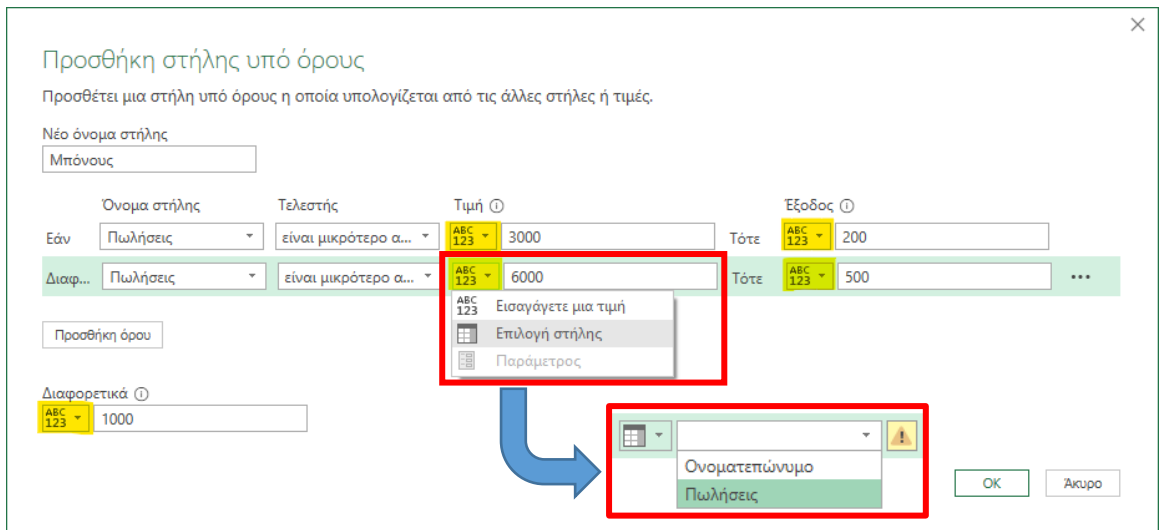 Προσθήκη στήλης υπό όρους
Προσθέτει μια στήλη υπό όρους η οποία υπολογίζεται από τις άλλες στήλες ή τιμές.
Νέο όνομα στήλης
Μπόνους
Όνομα στήλης Τελεστής Τιμή Έξοδος
Εάν Πωλήσεις είναι μικρότερο α... ABC 123 3000 Τότε ABC 123 200
Διαφ... Πωλήσεις είναι μικρότερο α... ABC 123 6000 Τότε ABC 123 500 •••
ABC 123 Εισαγάγετε μια τιμή
Επιλογή στήλης
Παράμετρος
Προσθήκη όρου
Διαφορετικά
ABC 123 1000
Ονοματεπώνυμο
Πωλήσεις
OK Άκυρο